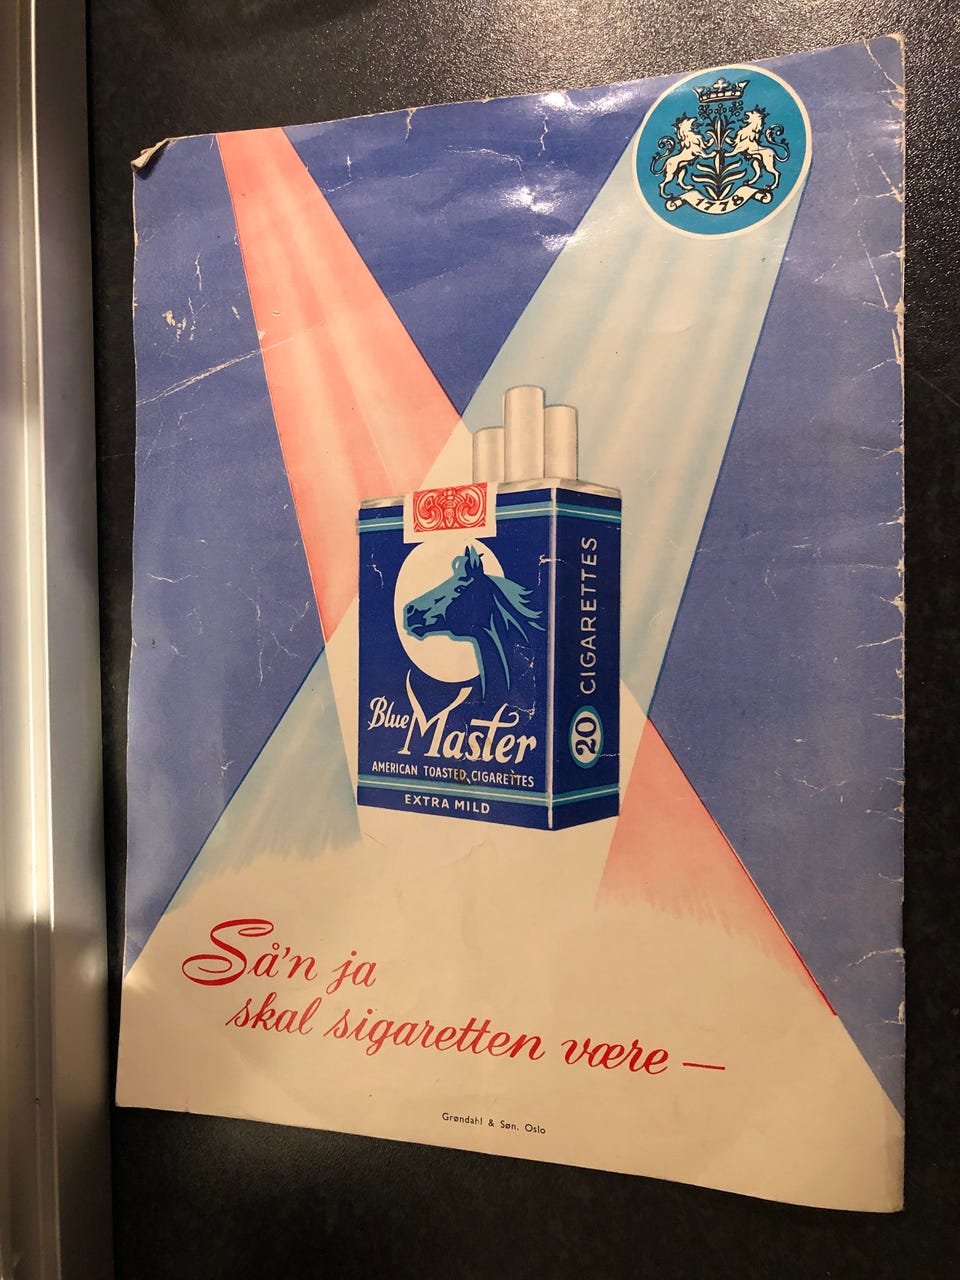 1778
20 CIGARETTES
Blue Master
AMERICAN TOASTED CIGARETTES
EXTRA MILD
Så'n ja
skal sigaretten være —
Grøndahl & Søn, Oslo